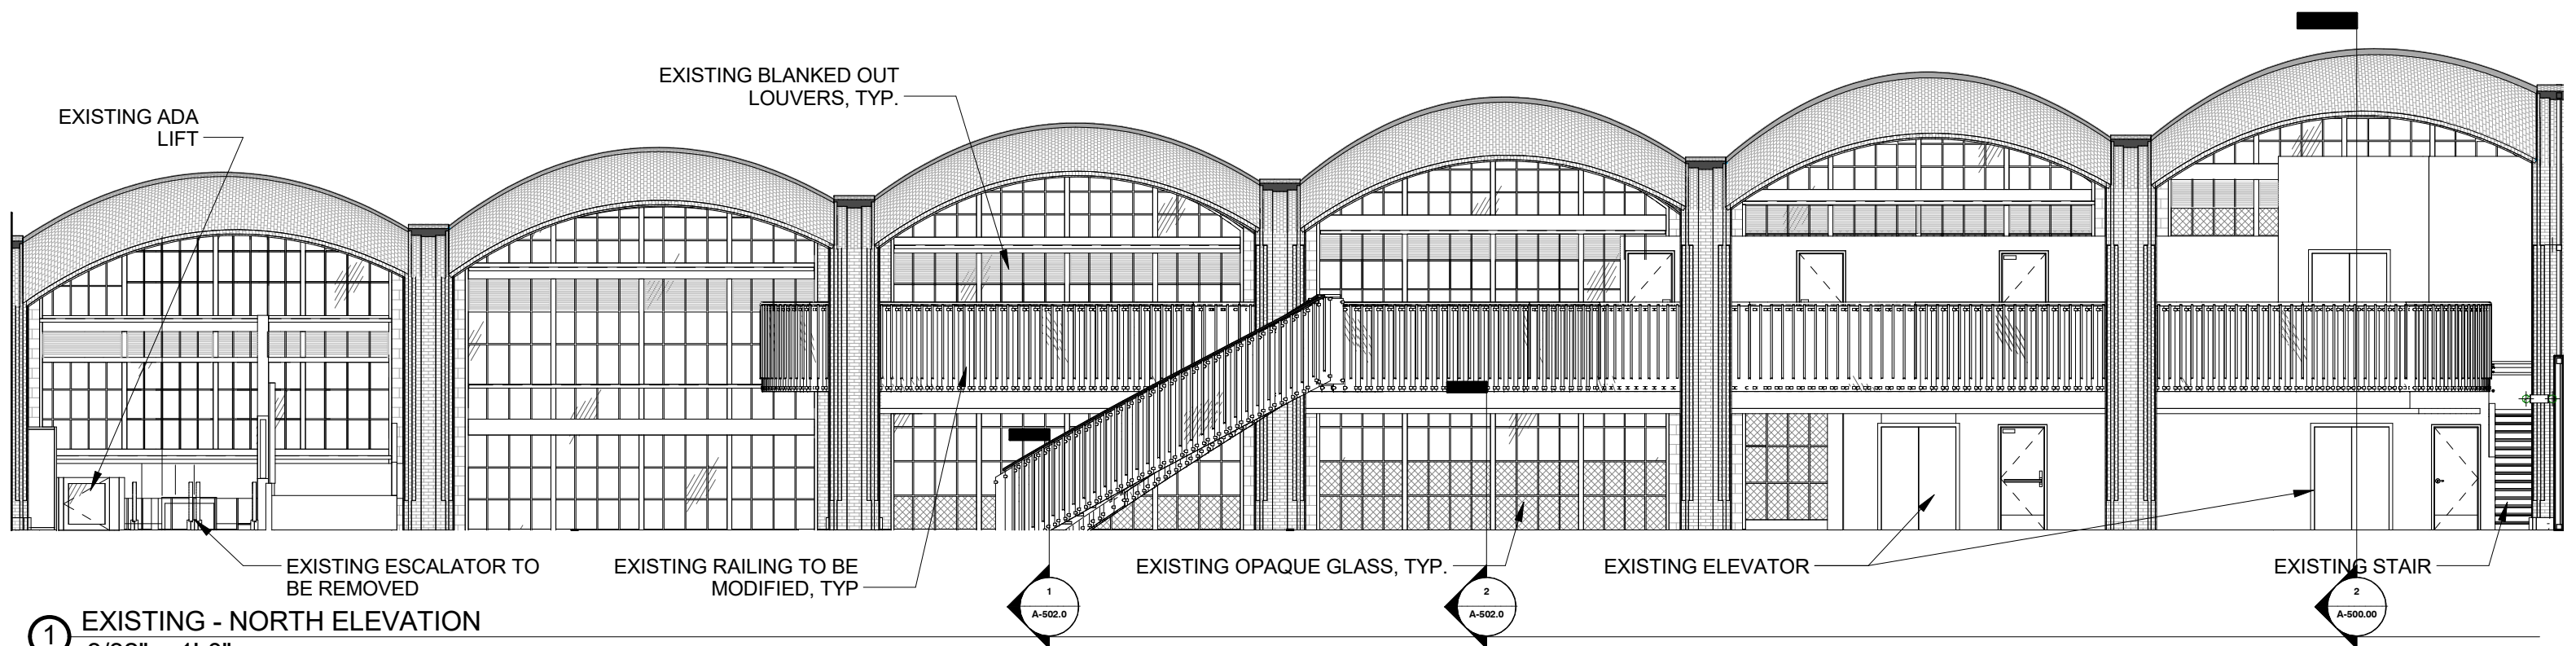 EXISTING BLANKED OUT
LOUVERS, TYP.
EXISTING ADA
LIFT
EXISTING ESCALATOR TO
BE REMOVED
EXISTING RAILING TO BE
MODIFIED, TYP
EXISTING OPAQUE GLASS, TYP.
EXISTING ELEVATOR
EXISTING STAIR
1
A-502.0
2
A-502.0
2
A-500.00
1
EXISTING - NORTH ELEVATION